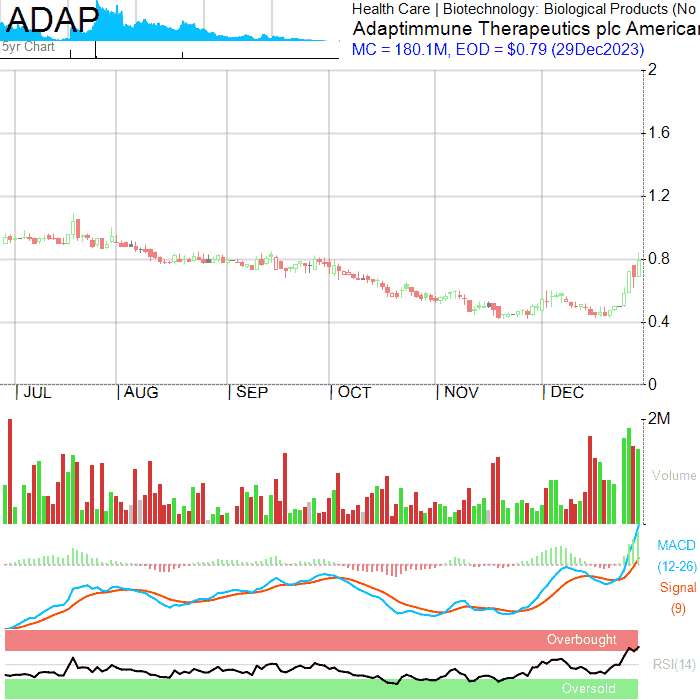 ADAP
5yr Chart
Health Care | Biotechnology: Biological Products (No
Adaptimmune Therapeutics plc American
MC = 180.1M, EOD = $0.79 (29Dec2023)
2
1.6
1.2
0.8
0.4
0
JUL AUG SEP OCT NOV DEC
2M
Volume
MACD
(12-26)
Signal
(9)
Overbought
RSI(14)
Oversold